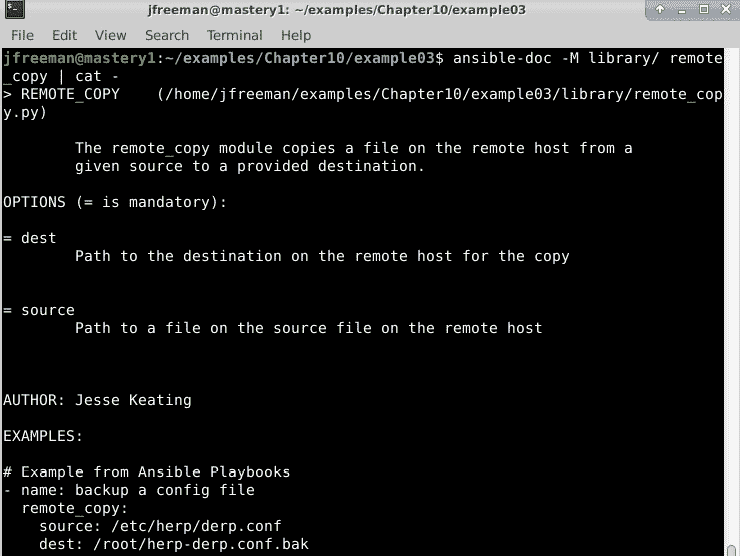 jfreeman@mastery1: ~/examples/Chapter10/example03
File Edit View Search Terminal Help
jfreeman@mastery1:~/examples/Chapter10/example03$ ansible-doc -M library/ remote
_copy | cat -
> REMOTE_COPY    (/home/jfreeman/examples/Chapter10/example03/library/remote_cop
y.py)
        The remote_copy module copies a file on the remote host from a
        given source to a provided destination.
OPTIONS (= is mandatory):
= dest
        Path to the destination on the remote host for the copy
= source
        Path to a file on the source file on the remote host
AUTHOR: Jesse Keating
EXAMPLES:
# Example from Ansible Playbooks
- name: backup a config file
  remote_copy:
    source: /etc/herp/derp.conf
    dest: /root/herp-derp.conf.bak